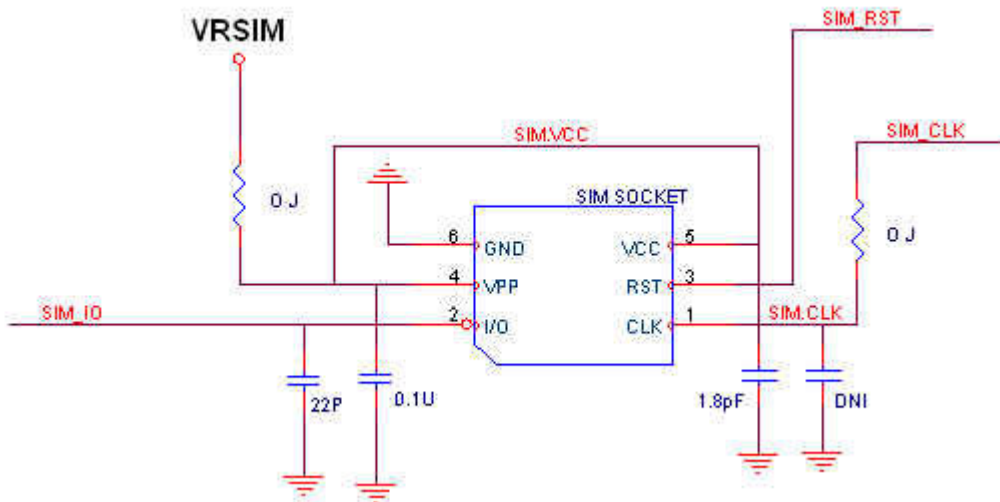 SIM_RST
VRSIM
SIM.VCC
SIM_CLK
0 J
SIM SOCKET
0 J
6
GND
VCC
5
4
VPP
RST
3
SIM_IO
2
I/O
CLK
1
SIM.CLK
22P
0.1U
1.8pF
DNI